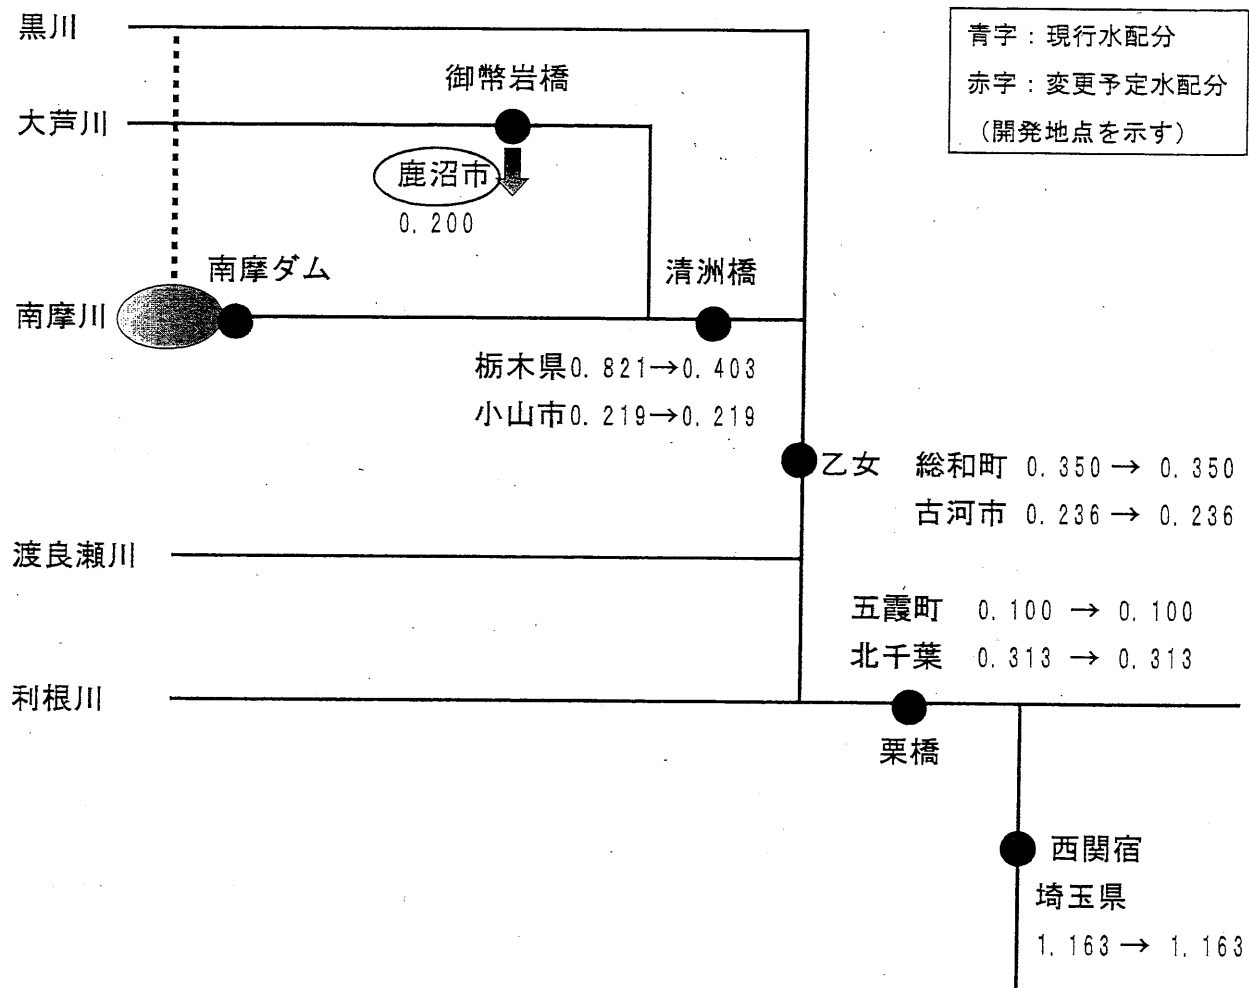 黒川
青字：現行水配分
赤字：変更予定水配分
（開発地点を示す）
御幣岩橋
大芦川
鹿沼市
0.200
南摩ダム
清洲橋
南摩川
栃木県0.821→0.403
小山市0.219→0.219
乙女　総和町 0.350→ 0.350
古河市 0.236→ 0.236
渡良瀬川
五霞町　0.100 → 0.100
北千葉　0.313 → 0.313
利根川
栗橋
西関宿
埼玉県
1.163→ 1.163